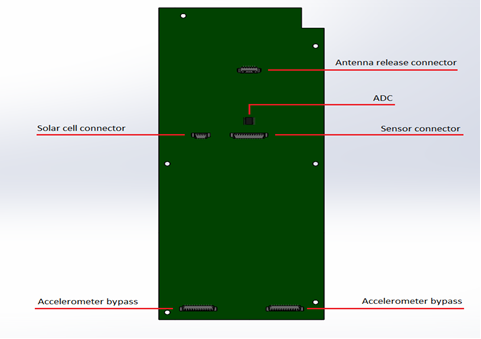 Antenna release connector
ADC
Solar cell connector
Sensor connector
Accelerometer bypass
Accelerometer bypass